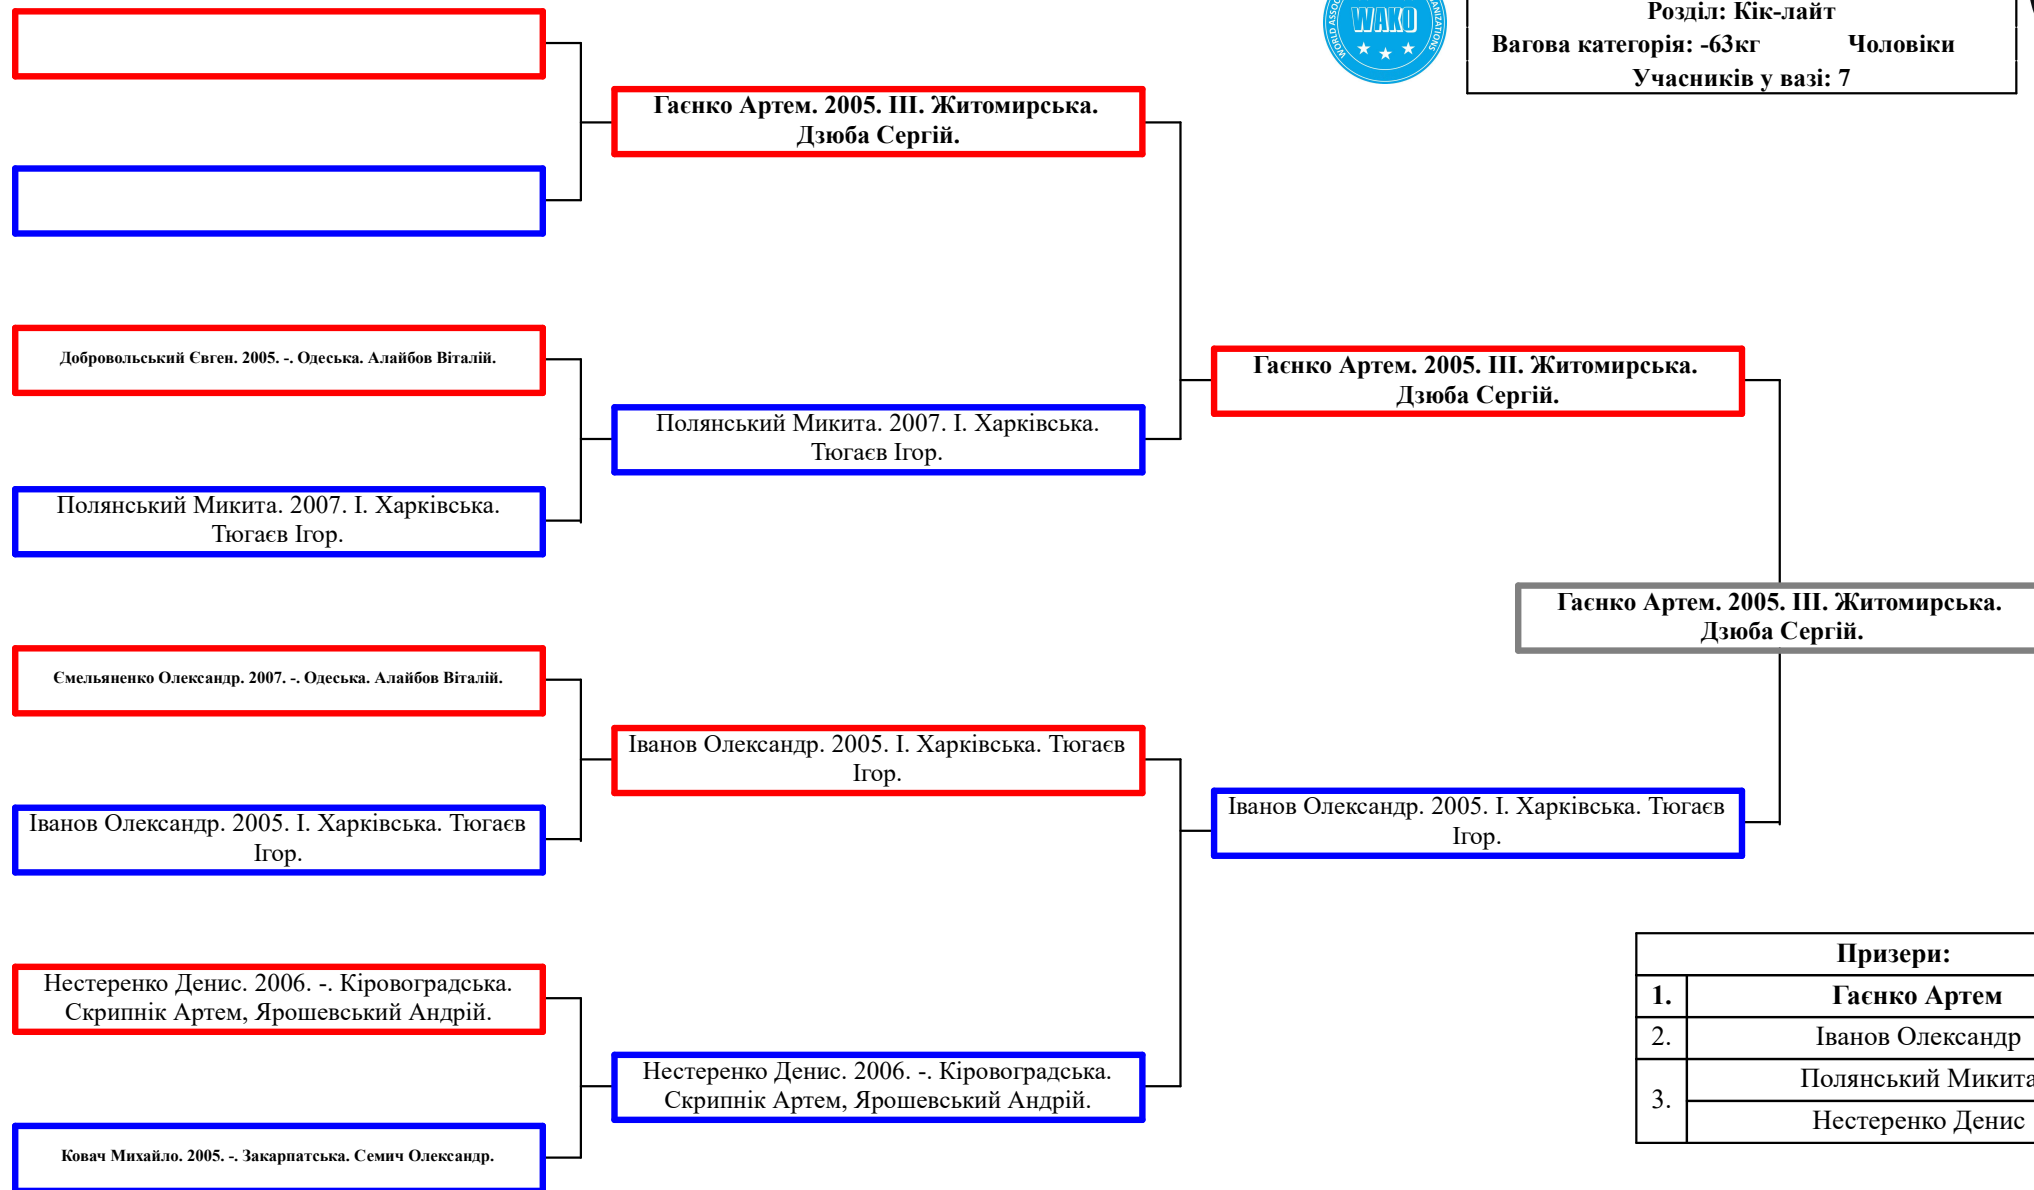 WORLD ASSOC
WAKO
ANIZATIONS
Розділ: Кік-лайт
Вагова категорія: -63кг Чоловіки
Учасників у вазі: 7
Гаєнко Артем. 2005. III. Житомирська.
Дзюба Сергій.
Добровольський Євген. 2005. -. Одеська. Алайбов Віталій.
Полянський Микита. 2007. I. Харківська.
Тюгаєв Ігор.
Полянський Микита. 2007. I. Харківська.
Тюгаєв Ігор.
Гаєнко Артем. 2005. III. Житомирська.
Дзюба Сергій.
Гаєнко Артем. 2005. III. Житомирська.
Дзюба Сергій.
Ємельяненко Олександр. 2007. -. Одеська. Алайбов Віталій.
Іванов Олександр. 2005. I. Харківська. Тюгаєв
Ігор.
Іванов Олександр. 2005. I. Харківська. Тюгаєв
Ігор.
Іванов Олександр. 2005. I. Харківська. Тюгаєв
Ігор.
Нестеренко Денис. 2006. -. Кіровоградська.
Скрипнік Артем, Ярошевський Андрій.
Нестеренко Денис. 2006. -. Кіровоградська.
Скрипнік Артем, Ярошевський Андрій.
Ковач Михайло. 2005. -. Закарпатська. Семич Олександр.
Призери:
1. Гаєнко Артем
2. Іванов Олександр
3. Полянський Микита
Нестеренко Денис